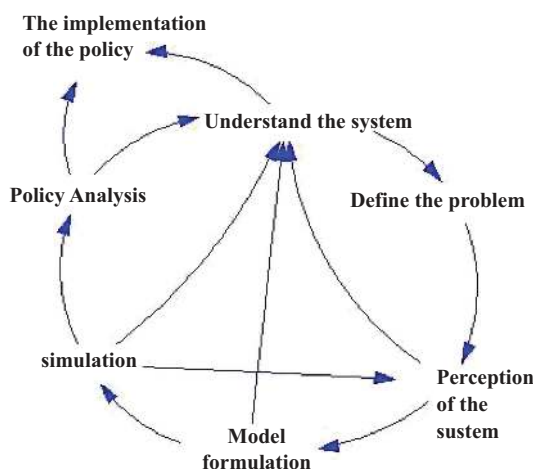 The implementation
of the policy
Understand the system
Policy Analysis
Define the problem
simulation
Perception
of the
sustem
Model
formulation